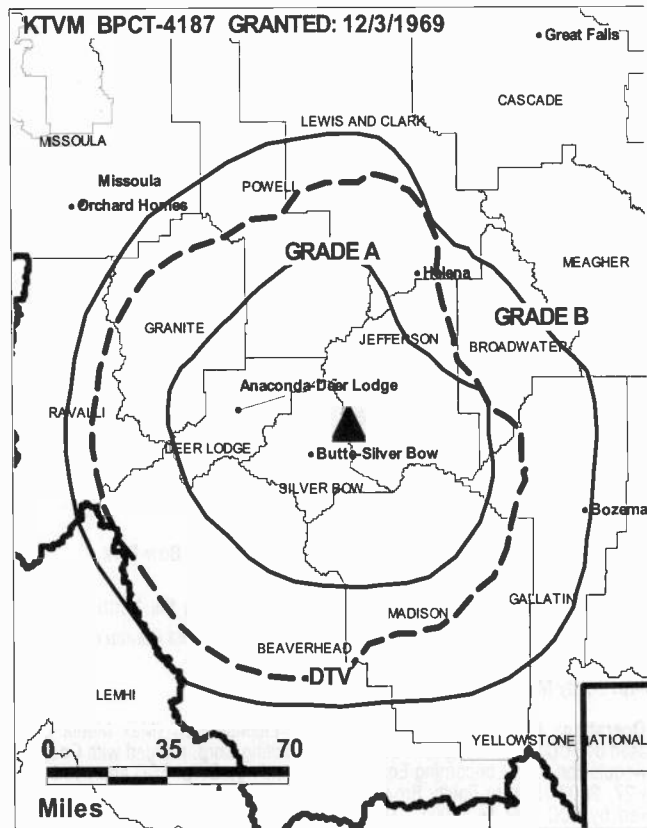 KTVM BPCT-4187 GRANTED: 12/3/1969
Great Falls
CASCADE
LEWIS AND CLARK
MISSOULA
Missoula
POWELL
Orchard Homes
GRADE A
MEAGHER
Helena
GRADE B
GRANITE
JEFFERSON
BROADWATER
Anaconda-Deer Lodge
RAVALLI
DEER LODGE
Butte-Silver Bow
SILVER BOW
Bozema
GALLATIN
MADISON
BEAVERHEAD
DTV
LEMHI
YELLOWSTONE NATIONAL
0 35 70
Miles